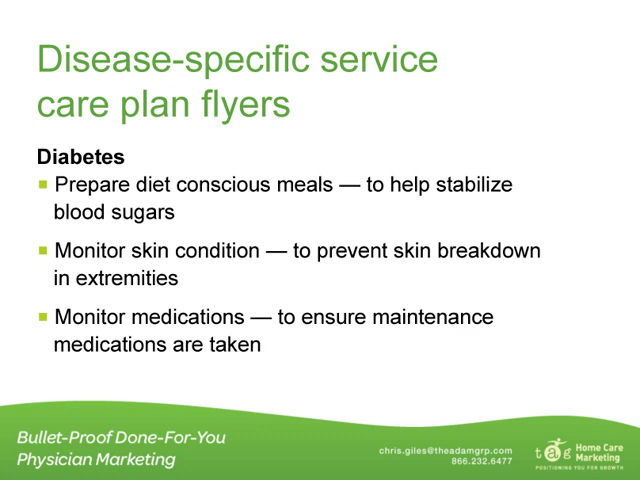 Disease-specific service
care plan flyers
Diabetes
Prepare diet conscious meals — to help stabilize
blood sugars
Monitor skin condition — to prevent skin breakdown
in extremities
Monitor medications — to ensure maintenance
medications are taken
Bullet-Proof Done-For-You
Physician Marketing
chris.giles@theadamgrp.com
866.232.6477
tag Home Care
Marketing
POSITIONING YOU FOR GROWTH